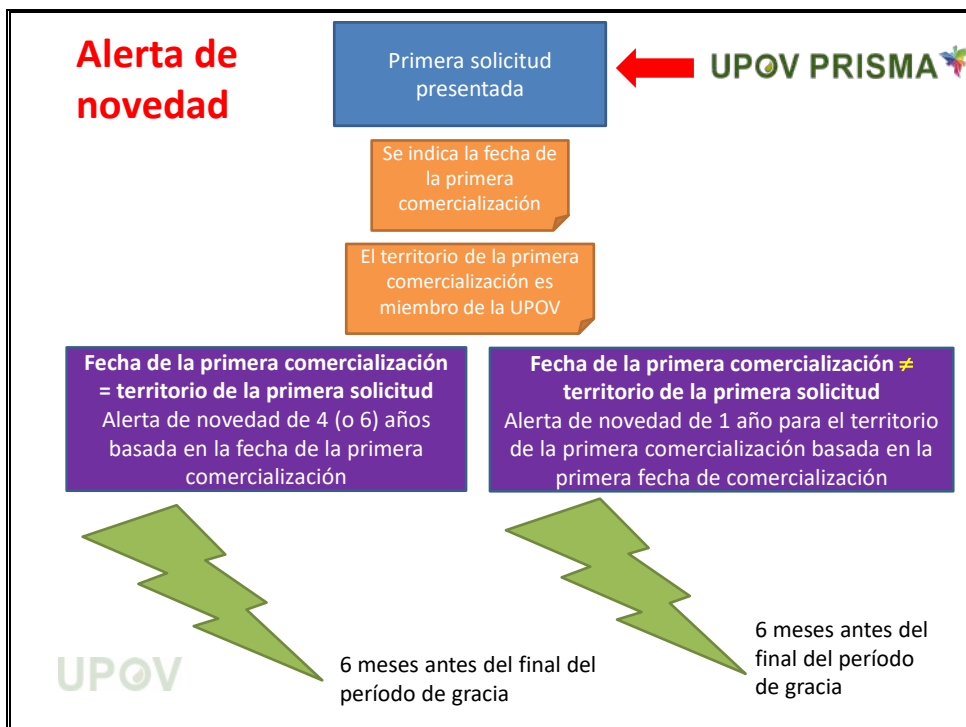 Alerta de
novedad
Primera solicitud
presentada
UPOV PRISMA
Se indica la fecha de
la primera
comercialización
El territorio de la primera
comercialización es
miembro de la UPOV
Fecha de la primera comercialización
= territorio de la primera solicitud
Alerta de novedad de 4 (o 6) años
basada en la fecha de la primera
comercialización
Fecha de la primera comercialización ≠
territorio de la primera solicitud
Alerta de novedad de 1 año para el territorio
de la primera comercialización basada en la
primera fecha de comercialización
6 meses antes del final del
período de gracia
6 meses antes del
final del período
de gracia
UPOV